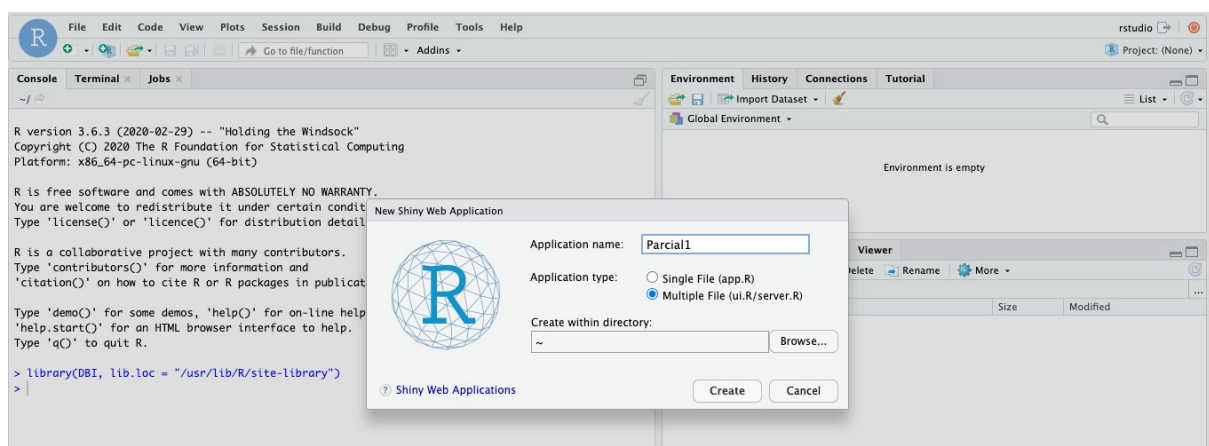 File Edit Code View Plots Session Build Debug Profile Tools Help
rstudio
Go to file/function
Addins
Project: (None)
Console Terminal Jobs
~/
R version 3.6.3 (2020-02-29) -- "Holding the Windsock"
Copyright (C) 2020 The R Foundation for Statistical Computing
Platform: x86_64-pc-linux-gnu (64-bit)
R is free software and comes with ABSOLUTELY NO WARRANTY.
You are welcome to redistribute it under certain condit
Type 'license()' or 'licence()' for distribution detail
R is a collaborative project with many contributors.
Type 'contributors()' for more information and
'citation()' on how to cite R or R packages in publicat
Type 'demo()' for some demos, 'help()' for on-line help
'help.start()' for an HTML browser interface to help.
Type 'q()' to quit R.
> library(DBI, lib.loc = "/usr/lib/R/site-library")
>
Environment History Connections Tutorial
Import Dataset
List
Global Environment
Environment is empty
Viewer
Delete Rename More
Size Modified
New Shiny Web Application
R
Application name: Parcial1
Application type: Single File (app.R)
Multiple File (ui.R/server.R)
Create within directory:
~ Browse...
? Shiny Web Applications Create Cancel